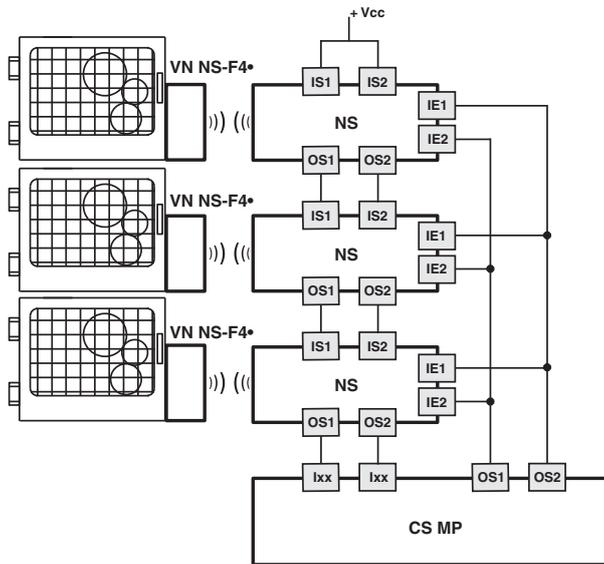 + Vcc
VN NS-F4•
IS1 IS2
IE1
NS
IE2
OS1 OS2
VN NS-F4•
IS1 IS2
IE1
NS
IE2
OS1 OS2
VN NS-F4•
IS1 IS2
IE1
NS
IE2
OS1 OS2
Ixx Ixx OS1 OS2
CS MP